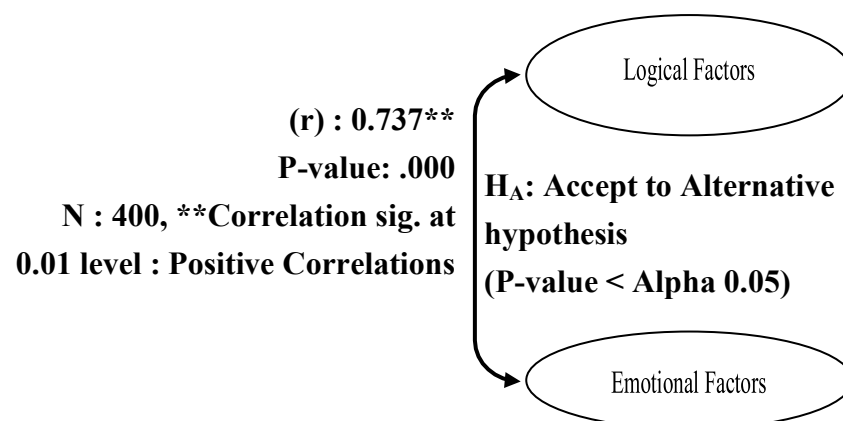 Logical Factors
(r) : 0.737**
P-value: .000
N : 400, **Correlation sig. at
0.01 level : Positive Correlations
HA: Accept to Alternative
hypothesis
(P-value < Alpha 0.05)
Emotional Factors